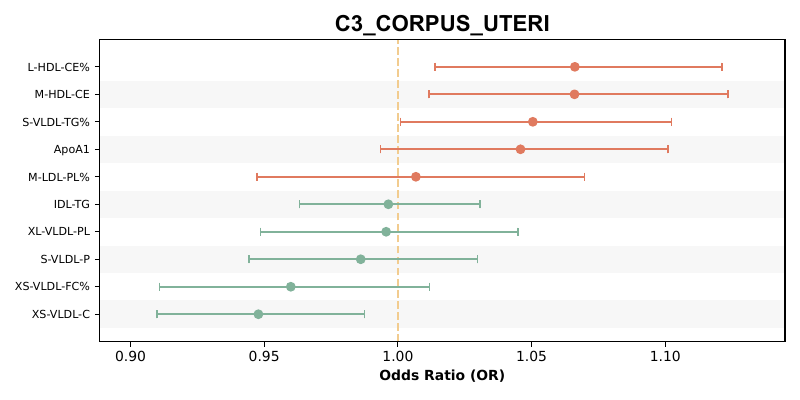 C3_CORPUS_UTERI
L-HDL-CE%
M-HDL-CE
S-VLDL-TG%
ApoA1
M-LDL-PL%
IDL-TG
XL-VLDL-PL
S-VLDL-P
XS-VLDL-FC%
XS-VLDL-C
0.90 0.95 1.00 1.05 1.10
Odds Ratio (OR)